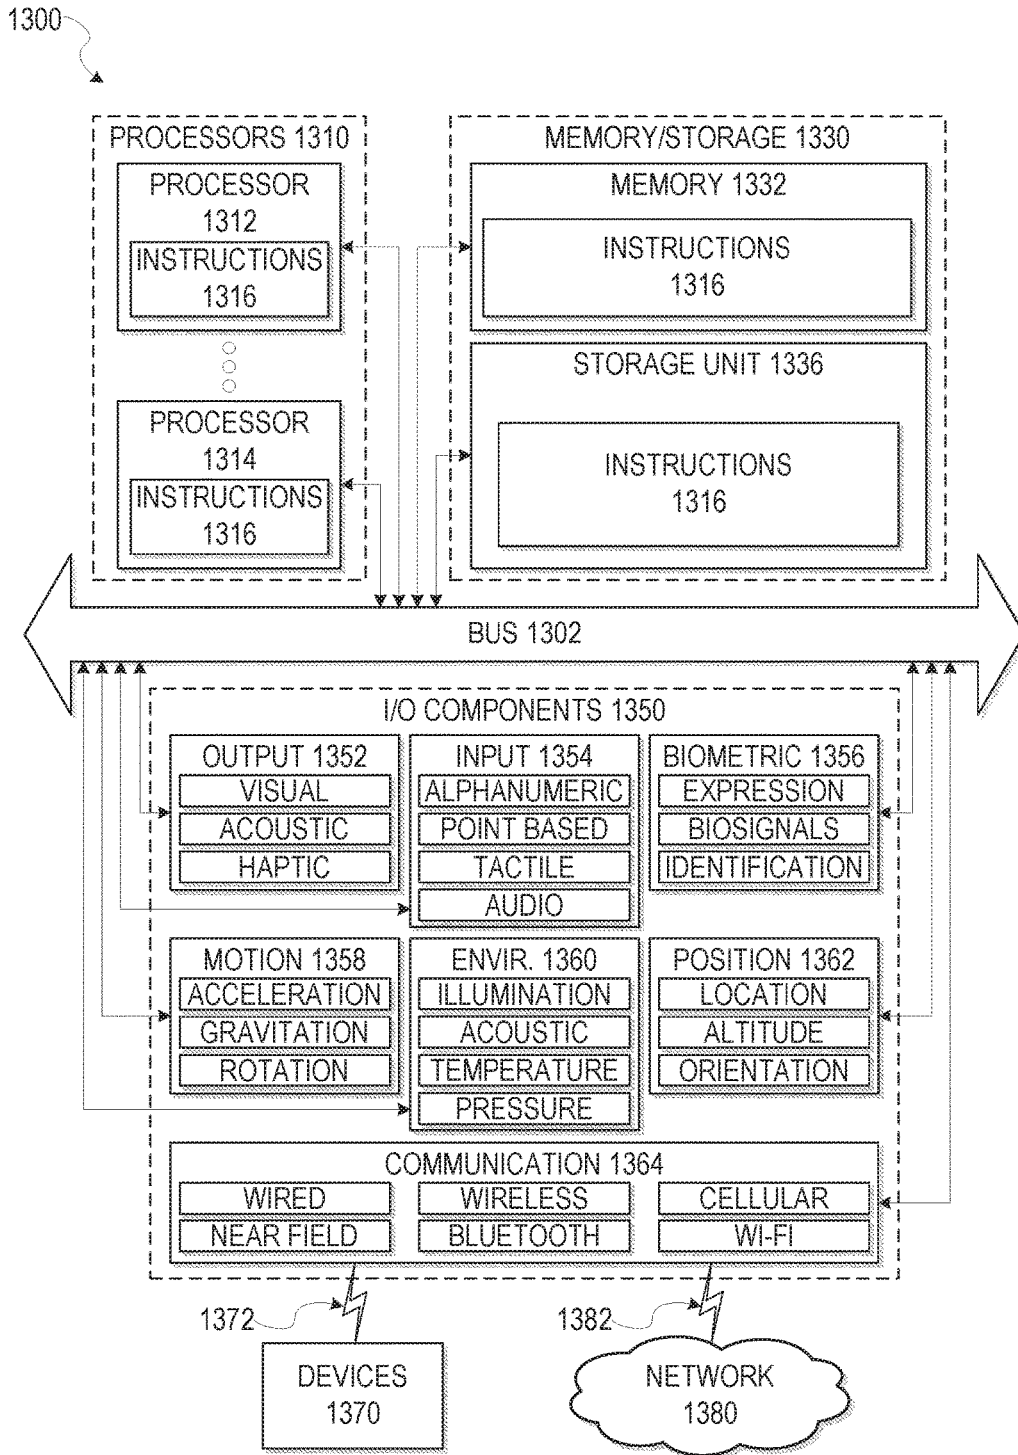 1300
PROCESSORS 1310
PROCESSOR
1312
INSTRUCTIONS
1316
PROCESSOR
1314
INSTRUCTIONS
1316
MEMORY/STORAGE 1330
MEMORY 1332
INSTRUCTIONS
1316
STORAGE UNIT 1336
INSTRUCTIONS
1316
BUS 1302
I/O COMPONENTS 1350
OUTPUT 1352
VISUAL
ACOUSTIC
HAPTIC
INPUT 1354
ALPHANUMERIC
POINT BASED
TACTILE
AUDIO
BIOMETRIC 1356
EXPRESSION
BIOSIGNALS
IDENTIFICATION
MOTION 1358
ACCELERATION
GRAVITATION
ROTATION
ENVIR. 1360
ILLUMINATION
ACOUSTIC
TEMPERATURE
PRESSURE
POSITION 1362
LOCATION
ALTITUDE
ORIENTATION
COMMUNICATION 1364
WIRED
WIRELESS
CELLULAR
NEAR FIELD
BLUETOOTH
WI-FI
1372
1382
DEVICES
1370
NETWORK
1380